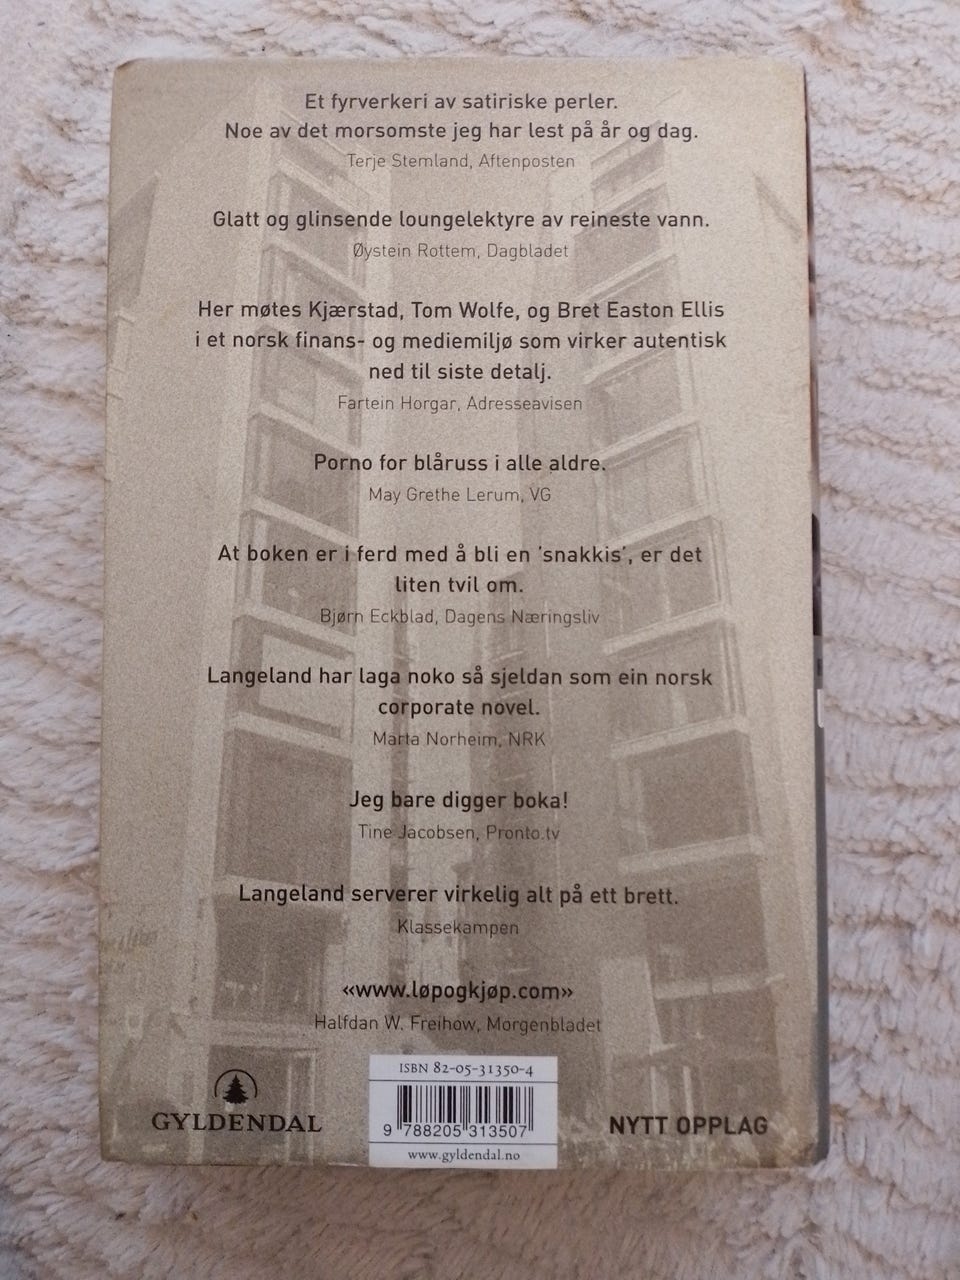 Et fyrverkeri av satiriske perler.
Noe av det morsomste jeg har lest på år og dag.
Terje Stemland, Aftenposten
Glatt og glinsende loungelektyre av reineste vann.
Øystein Rottem, Dagbladet
Her møtes Kjærstad, Tom Wolfe, og Bret Easton Ellis
i et norsk finans- og mediemiljø som virker autentisk
ned til siste detalj.
Fartein Horgar, Adresseavisen
Porno for blåruss i alle aldre.
May Grethe Lerum, VG
At boken er i ferd med å bli en 'snakkis', er det
liten tvil om.
Bjørn Eckblad, Dagens Næringsliv
Langeland har laga noko så sjeldan som ein norsk
corporate novel.
Marta Norheim, NRK
Jeg bare digger boka!
Tine Jacobsen, Pronto.tv
Langeland serverer virkelig alt på ett brett.
Klassekampen
«www.løpogkjøp.com»
Halfdan W. Freihow, Morgenbladet
ISBN 82-05-31350-4
9 788205 313507
www.gyldendal.no
GYLDENDAL
NYTT OPPLAG